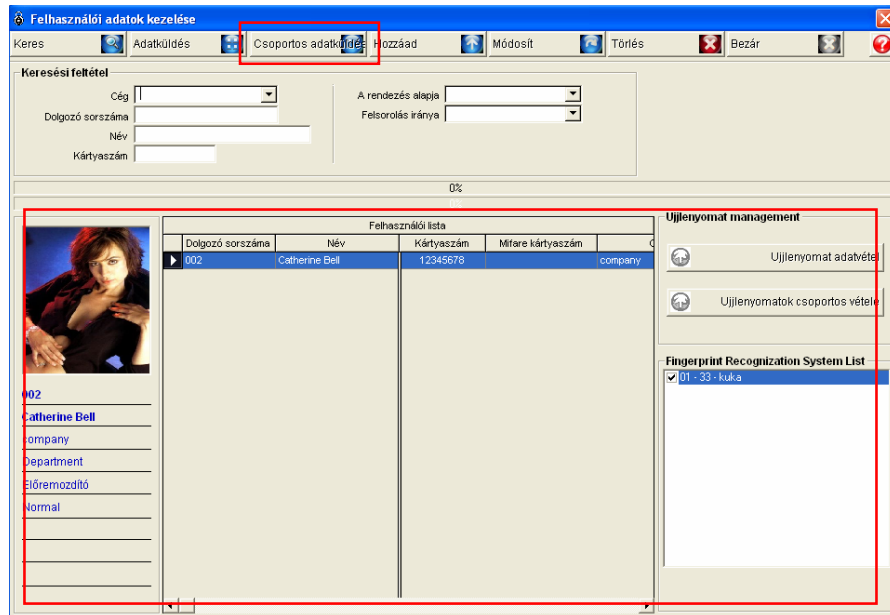 Felhasználói adatok kezelése
Keres Adatküldés Csoportos adatküldés Hozzáad Módosít Törlés Bezár
Keresési feltétel
Cég A rendezés alapja
Dolgozó sorszáma Felsorolás iránya
Név
Kártyaszám
0%
0%
Felhasználói lista
Dolgozó sorszáma Név Kártyaszám Mifare kártyaszám C
002 Catherine Bell 12345678 company
002
Catherine Bell
company
Department
Előremozdító
Normal
Ujjlenyomat management
Ujjlenyomat adatvétel
Ujjlenyomatok csoportos vétele
Fingerprint Recognization System List
01 - 33 - kuka